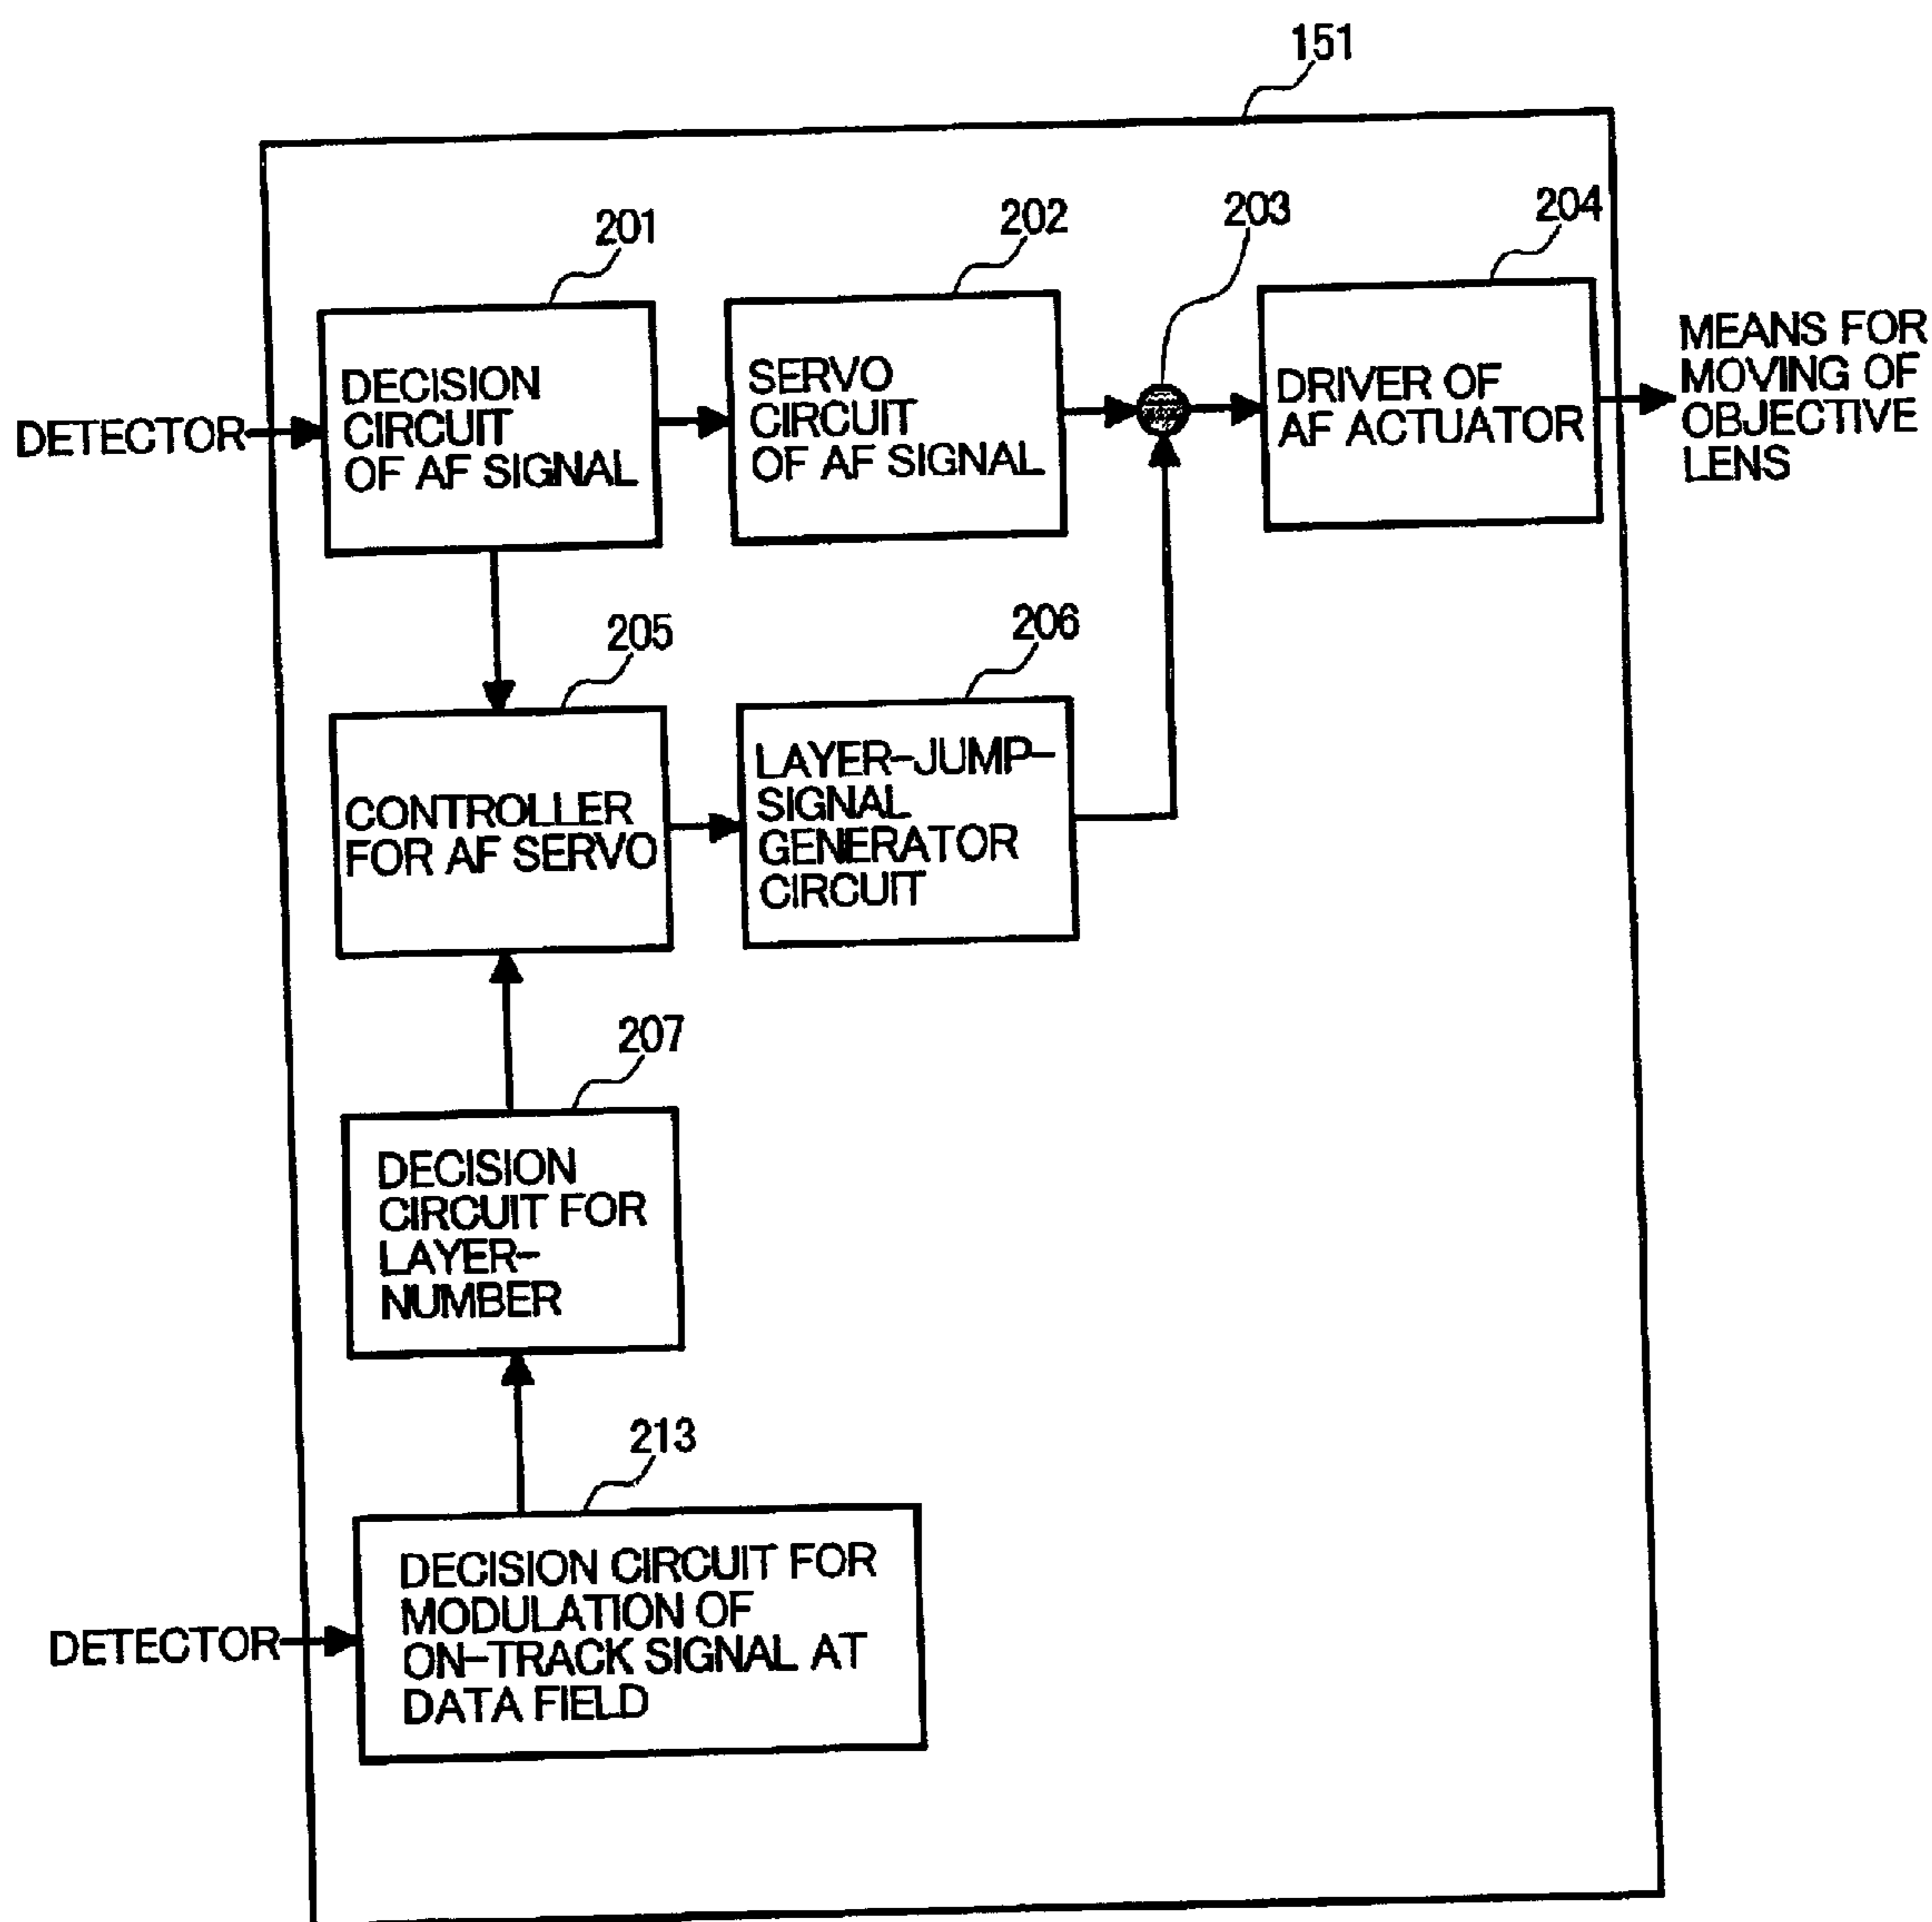 151
201
202
203
204
DETECTOR
DECISION
CIRCUIT
OF AF SIGNAL
SERVO
CIRCUIT
OF AF SIGNAL
DRIVER OF
AF ACTUATOR
MEANS FOR
MOVING OF
OBJECTIVE
LENS
205
206
CONTROLLER
FOR AF SERVO
LAYER-JUMP-
SIGNAL
GENERATOR
CIRCUIT
207
DECISION
CIRCUIT FOR
LAYER-
NUMBER
213
DETECTOR
DECISION CIRCUIT FOR
MODULATION OF
ON-TRACK SIGNAL AT
DATA FIELD